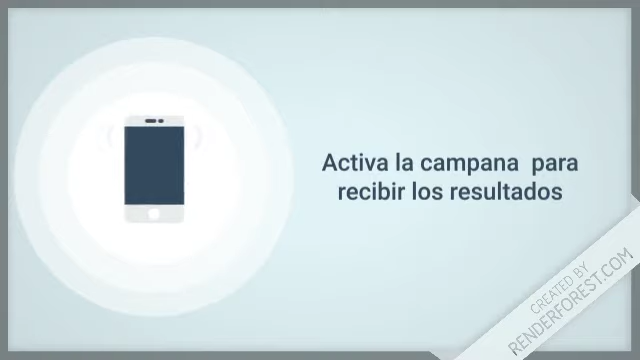 Activa la campana  para
recibir los resultados
CREATED BY
RENDERFOREST.COM